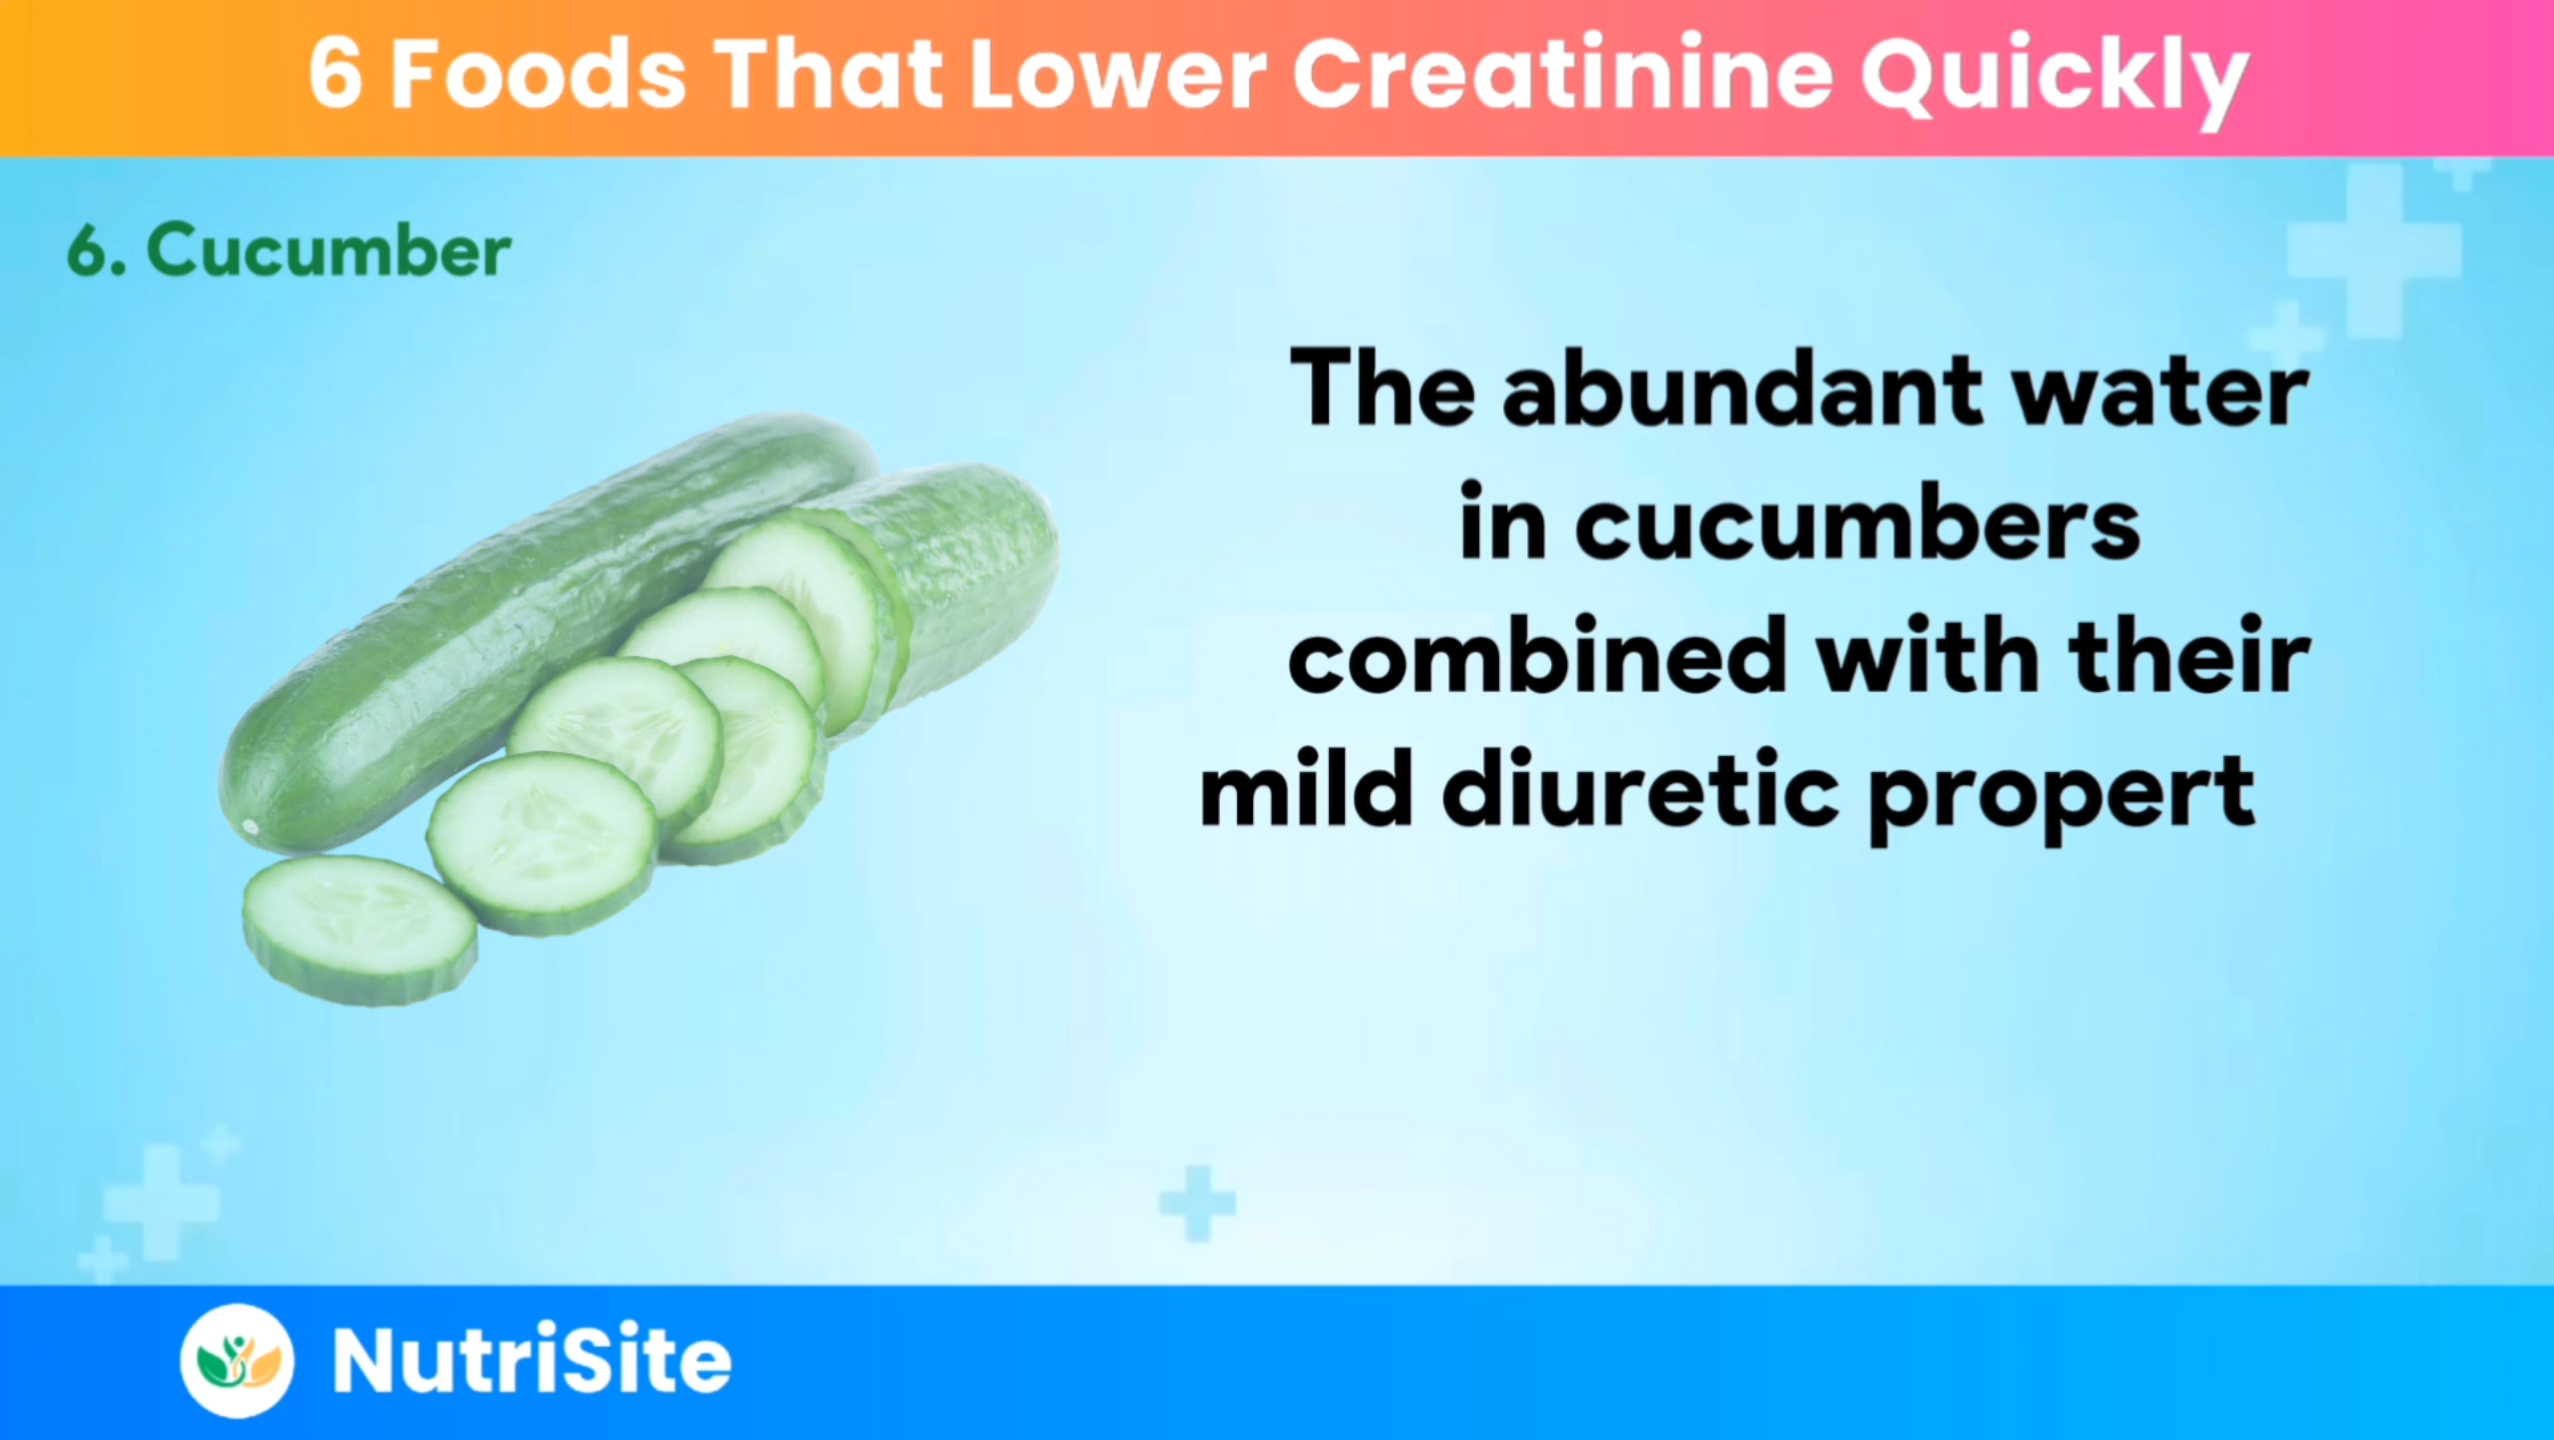 6 Foods That Lower Creatinine Quickly
6. Cucumber
The abundant water
in cucumbers
combined with their
mild diuretic propert
NutriSite